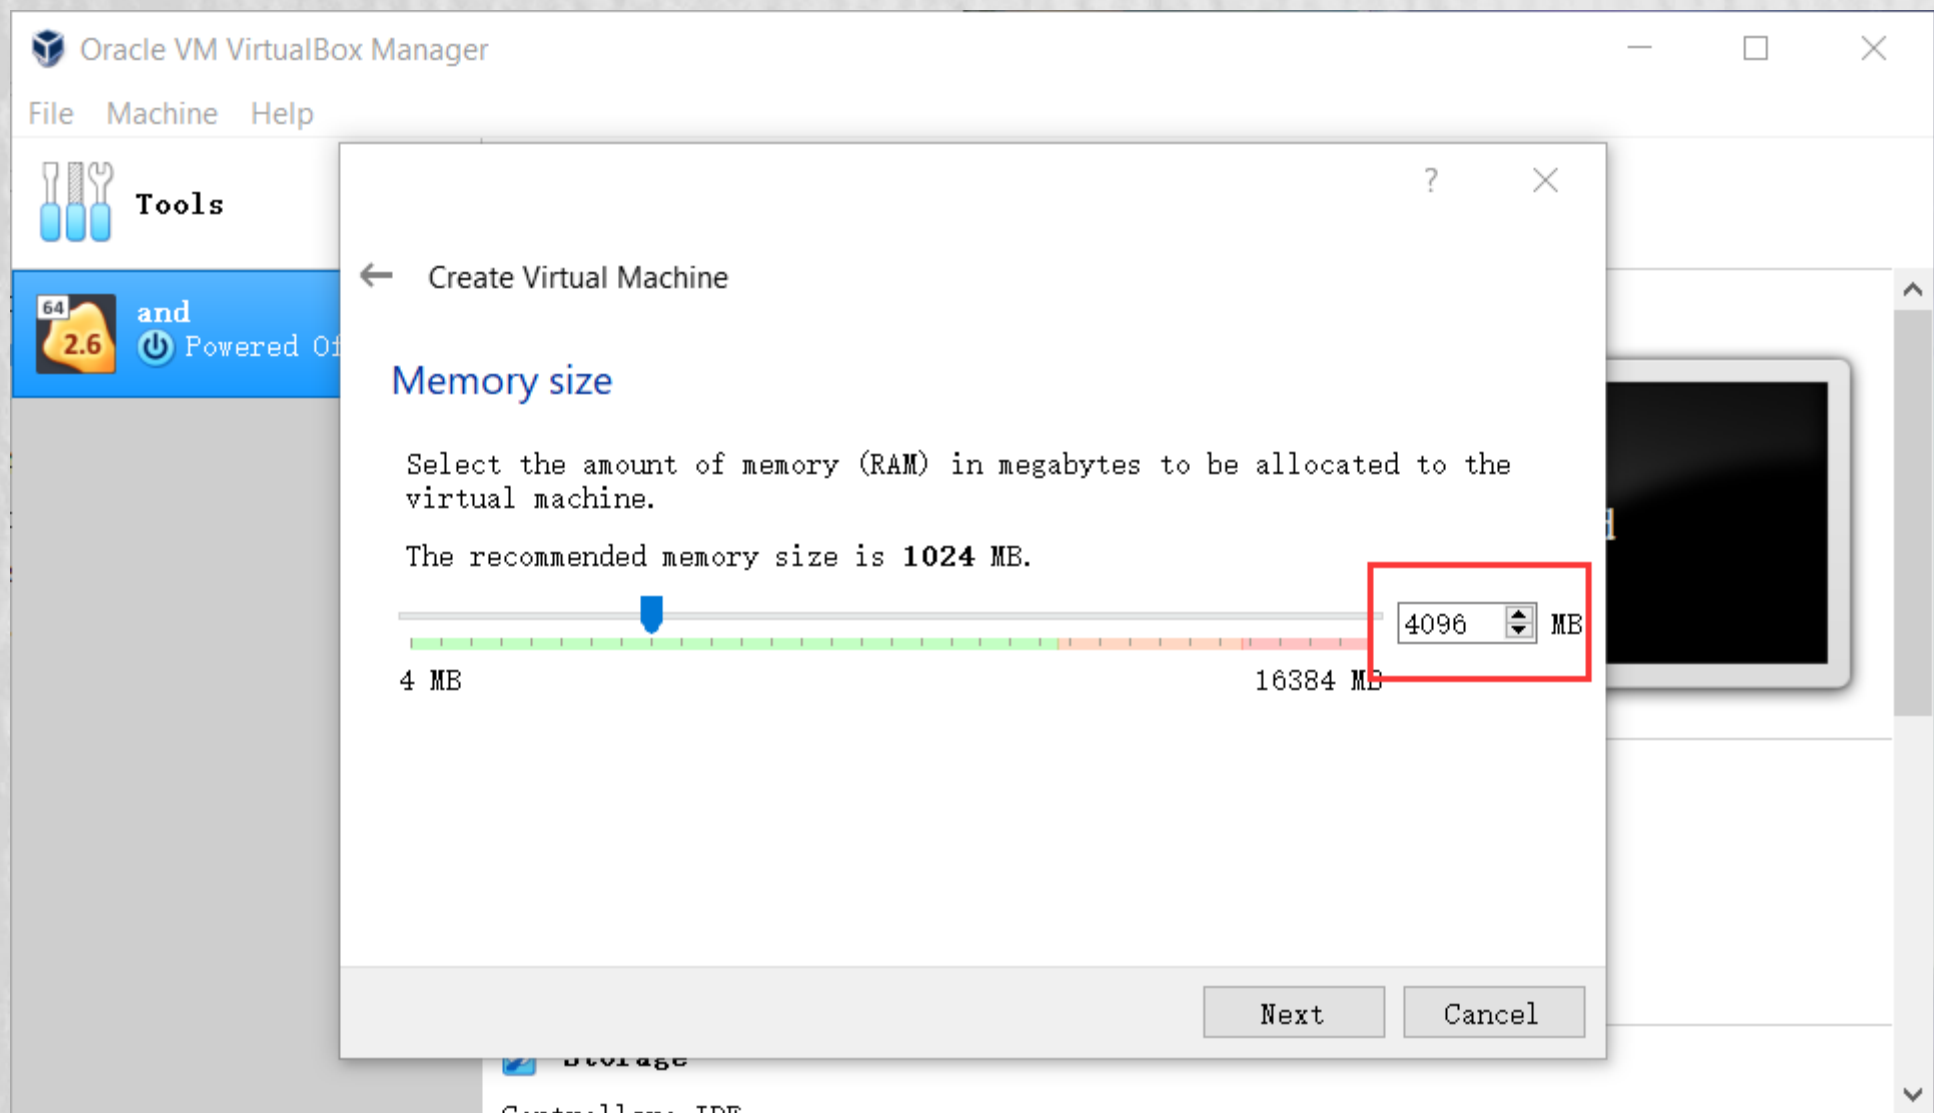 Oracle VM VirtualBox Manager
File Machine Help
Tools
?
Create Virtual Machine
64
2.6
and
Powered
Memory size
Select the amount of memory (RAM) in megabytes to be allocated to the
virtual machine.
The recommended memory size is 1024 MB.
4096 MB
4 MB 16384 MB
Next Cancel
Storage